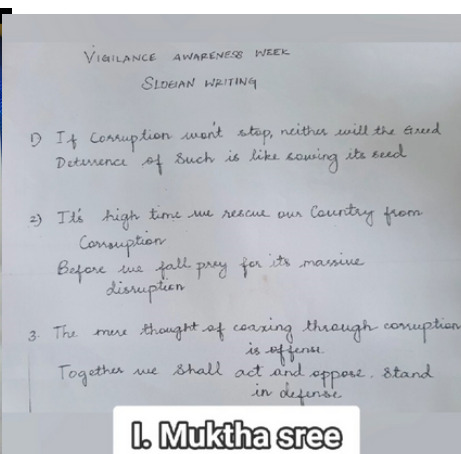 VIGILANCE AWARENESS WEEK
SLOGAN WRITING
1) If Corruption won't stop, neither will the Greed
Deterrence of Such is like sowing its seed
2) It's high time we rescue our Country from
Corruption
Before we fall prey for its massive
disruption
3. The mere thought of coaxing through corruption
is offense
Together we shall act and oppose. Stand
in defense
I. Muktha sree